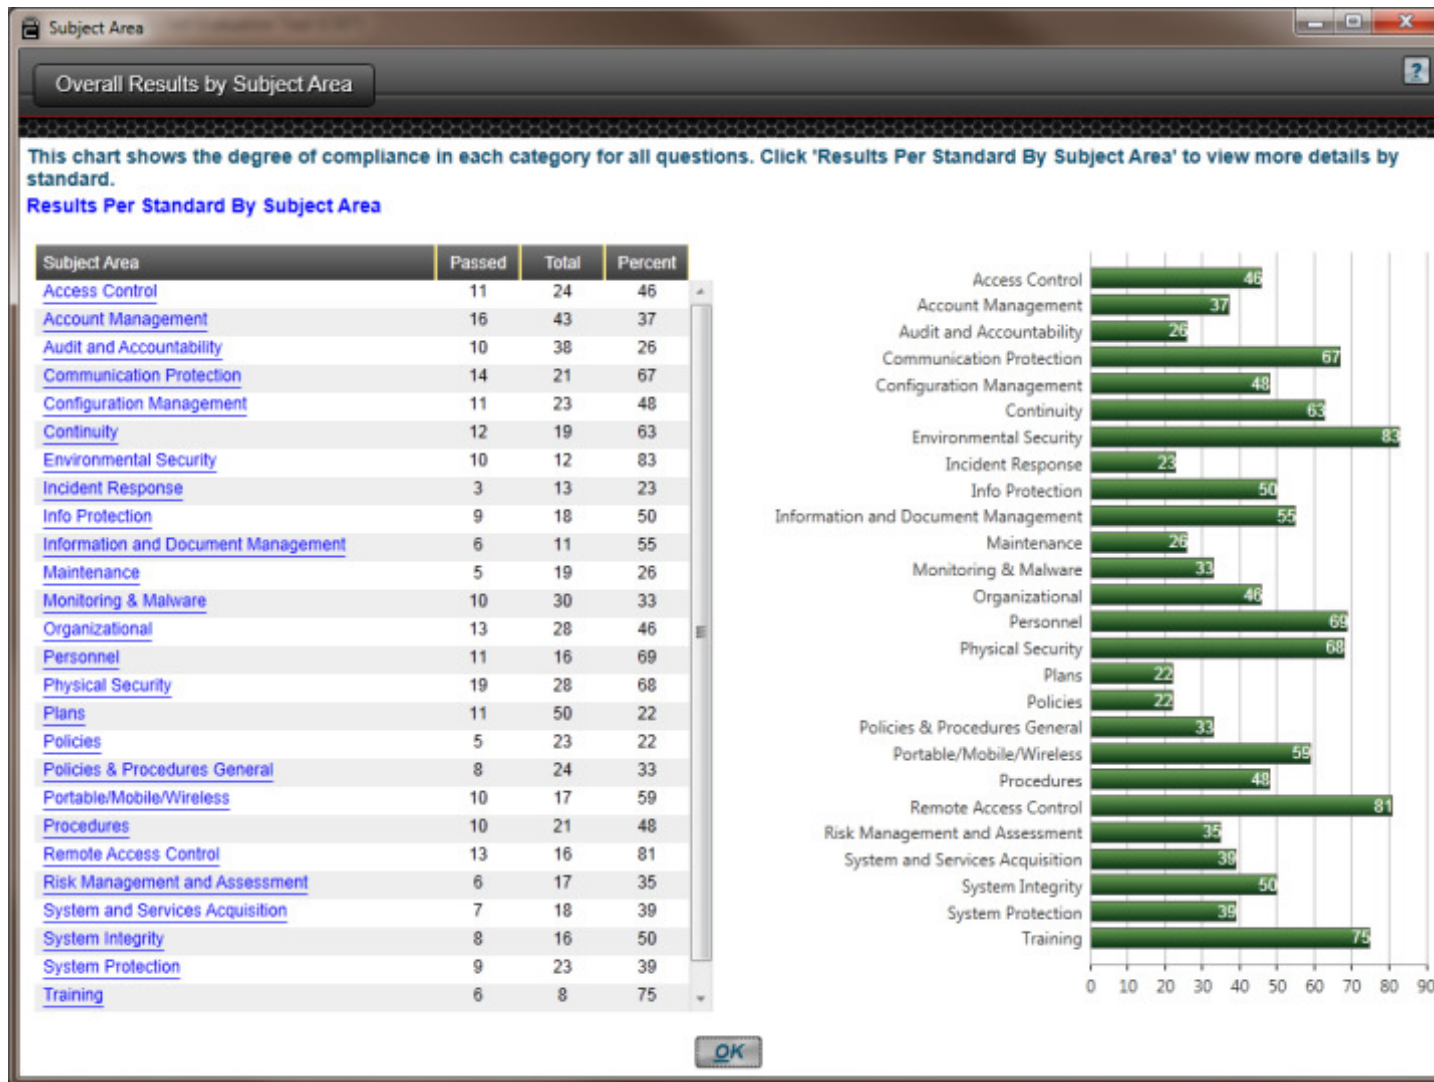 Subject Area
Overall Results by Subject Area
?
This chart shows the degree of compliance in each category for all questions. Click 'Results Per Standard By Subject Area' to view more details by
standard.
Results Per Standard By Subject Area
Subject Area Passed Total Percent
Access Control 11 24 46
Account Management 16 43 37
Audit and Accountability 10 38 26
Communication Protection 14 21 67
Configuration Management 11 23 48
Continuity 12 19 63
Environmental Security 10 12 83
Incident Response 3 13 23
Info Protection 9 18 50
Information and Document Management 6 11 55
Maintenance 5 19 26
Monitoring & Malware 10 30 33
Organizational 13 28 46
Personnel 11 16 69
Physical Security 19 28 68
Plans 11 50 22
Policies 5 23 22
Policies & Procedures General 8 24 33
Portable/Mobile/Wireless 10 17 59
Procedures 10 21 48
Remote Access Control 13 16 81
Risk Management and Assessment 6 17 35
System and Services Acquisition 7 18 39
System Integrity 8 16 50
System Protection 9 23 39
Training 6 8 75
Access Control 46
Account Management 37
Audit and Accountability 26
Communication Protection 67
Configuration Management 48
Continuity 63
Environmental Security 83
Incident Response 23
Info Protection 50
Information and Document Management 55
Maintenance 26
Monitoring & Malware 33
Organizational 46
Personnel 69
Physical Security 68
Plans 22
Policies 22
Policies & Procedures General 33
Portable/Mobile/Wireless 59
Procedures 48
Remote Access Control 81
Risk Management and Assessment 35
System and Services Acquisition 39
System Integrity 50
System Protection 39
Training 75
0 10 20 30 40 50 60 70 80 90
OK